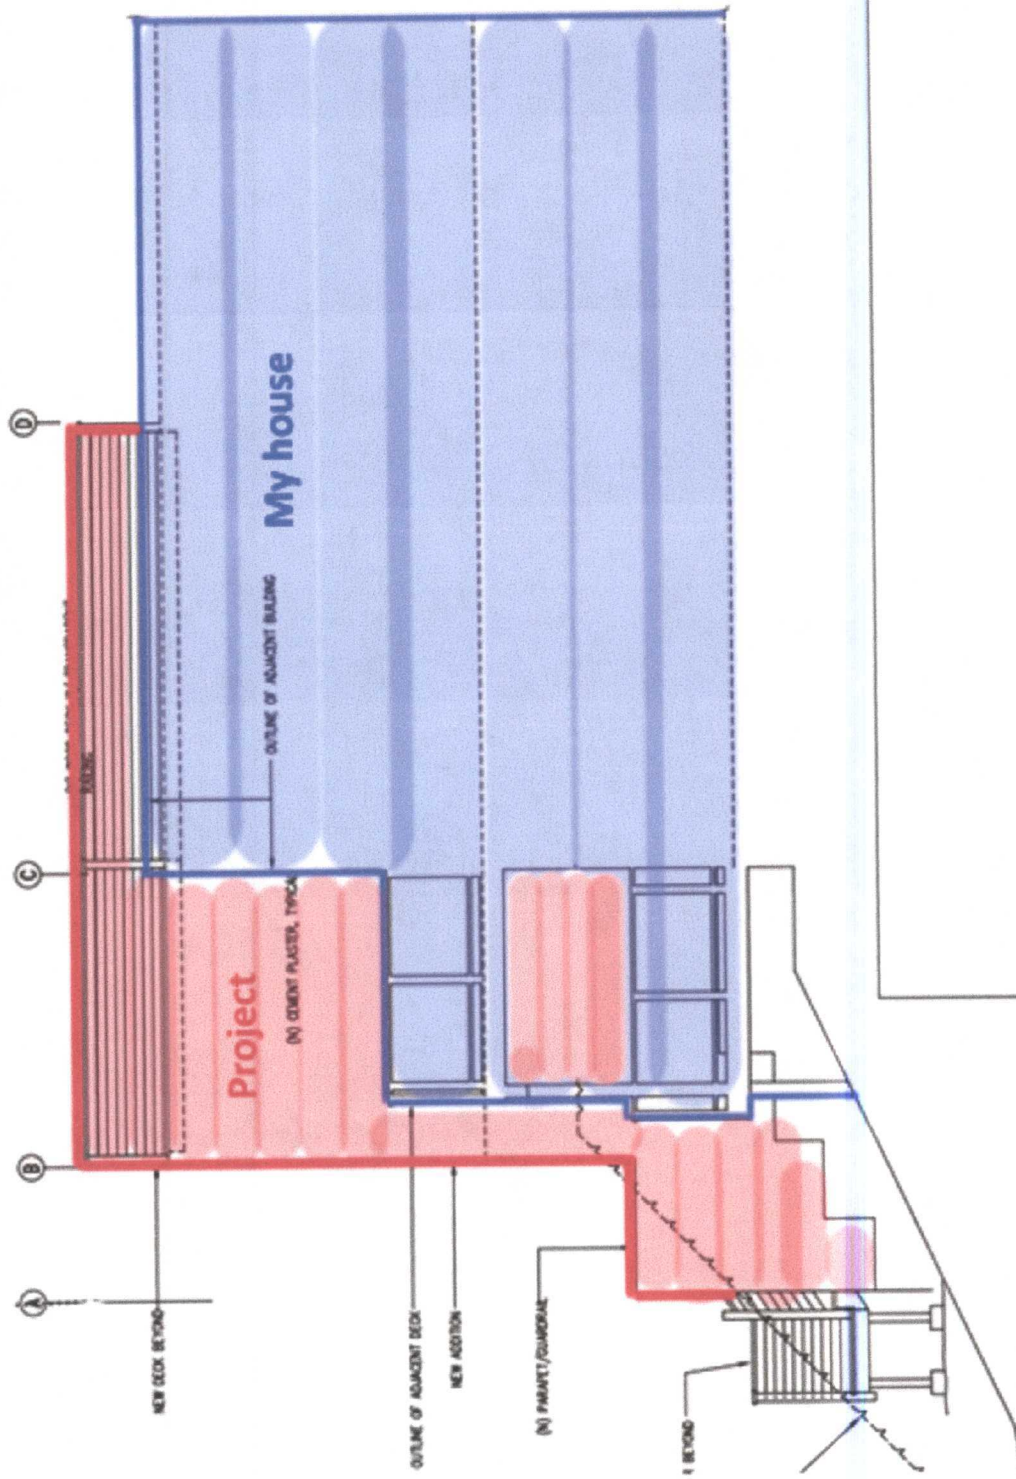 D
C
B
A
My house
Project
RAILING
OUTLINE OF ADJACENT BUILDING
(N) CEMENT PLASTER, TYPICAL
NEW DECK BEYOND
OUTLINE OF ADJACENT DECK
NEW ADDITION
(N) PARAPET/GUARDRAIL
R BEYOND